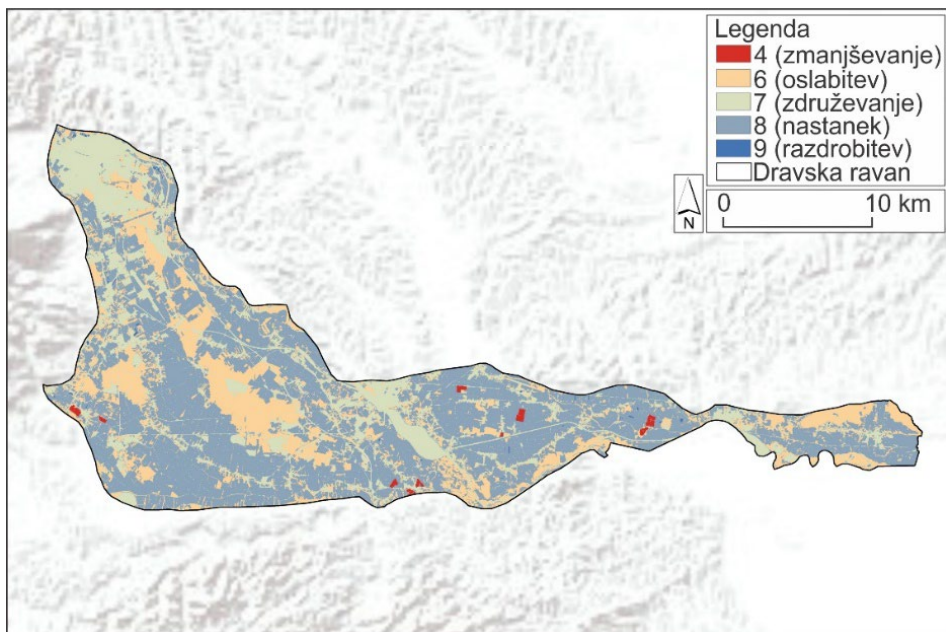 Legenda
4 (zmanjševanje)
6 (oslabitev)
7 (združevanje)
8 (nastanek)
9 (razdrobitev)
Dravska ravan
0 10 km
N